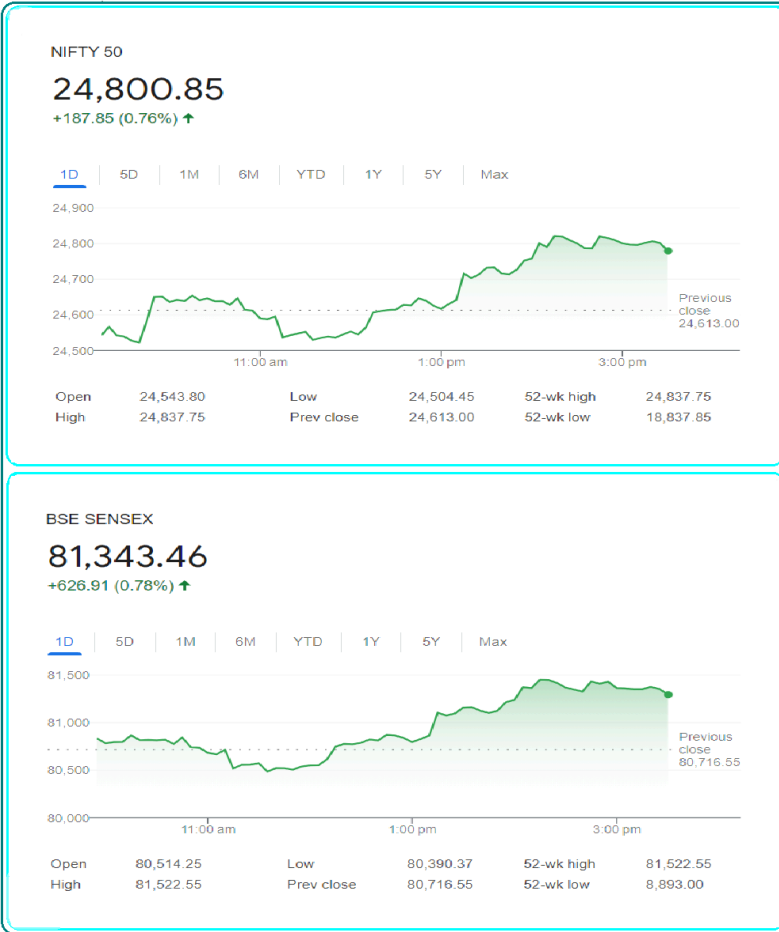 NIFTY 50
24,800.85
+187.85 (0.76%) ↑
1D 5D 1M 6M YTD 1Y 5Y Max
24,900
24,800
24,700
24,600
24,500
Previous
close
24,613.00
11:00 am 1:00 pm 3:00 pm
Open 24,543.80 Low 24,504.45 52-wk high 24,837.75
High 24,837.75 Prev close 24,613.00 52-wk low 18,837.85
BSE SENSEX
81,343.46
+626.91 (0.78%) ↑
1D 5D 1M 6M YTD 1Y 5Y Max
81,500
81,000
80,500
80,000
Previous
close
80,716.55
11:00 am 1:00 pm 3:00 pm
Open 80,514.25 Low 80,390.37 52-wk high 81,522.55
High 81,522.55 Prev close 80,716.55 52-wk low 8,893.00